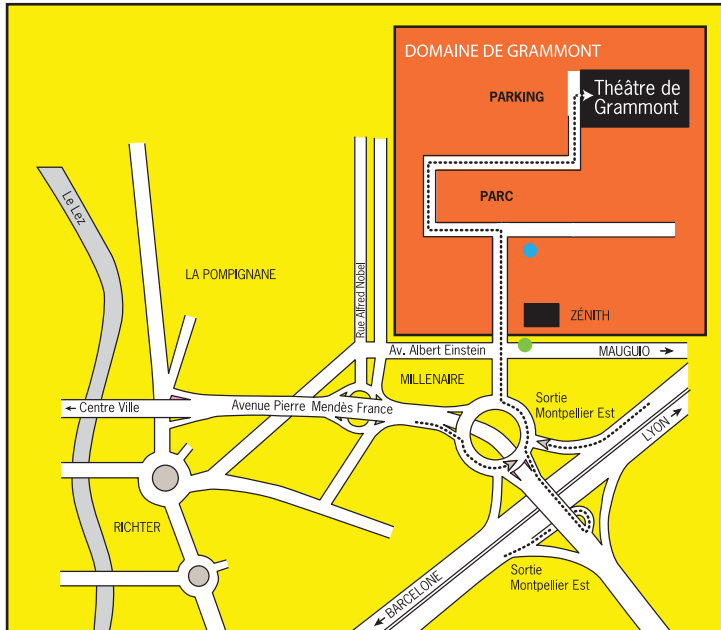 DOMAINE DE GRAMMONT
PARKING
Théâtre de
Grammont
PARC
Le Lez
LA POMPIGNANE
Rue Alfred Nobel
ZÉNITH
Av. Albert Einstein
MAUGUIO
MILLENAIRE
Centre Ville
Avenue Pierre Mendès France
Sortie
Montpellier Est
LYON
RICHTER
BARCELONE
Sortie
Montpellier Est